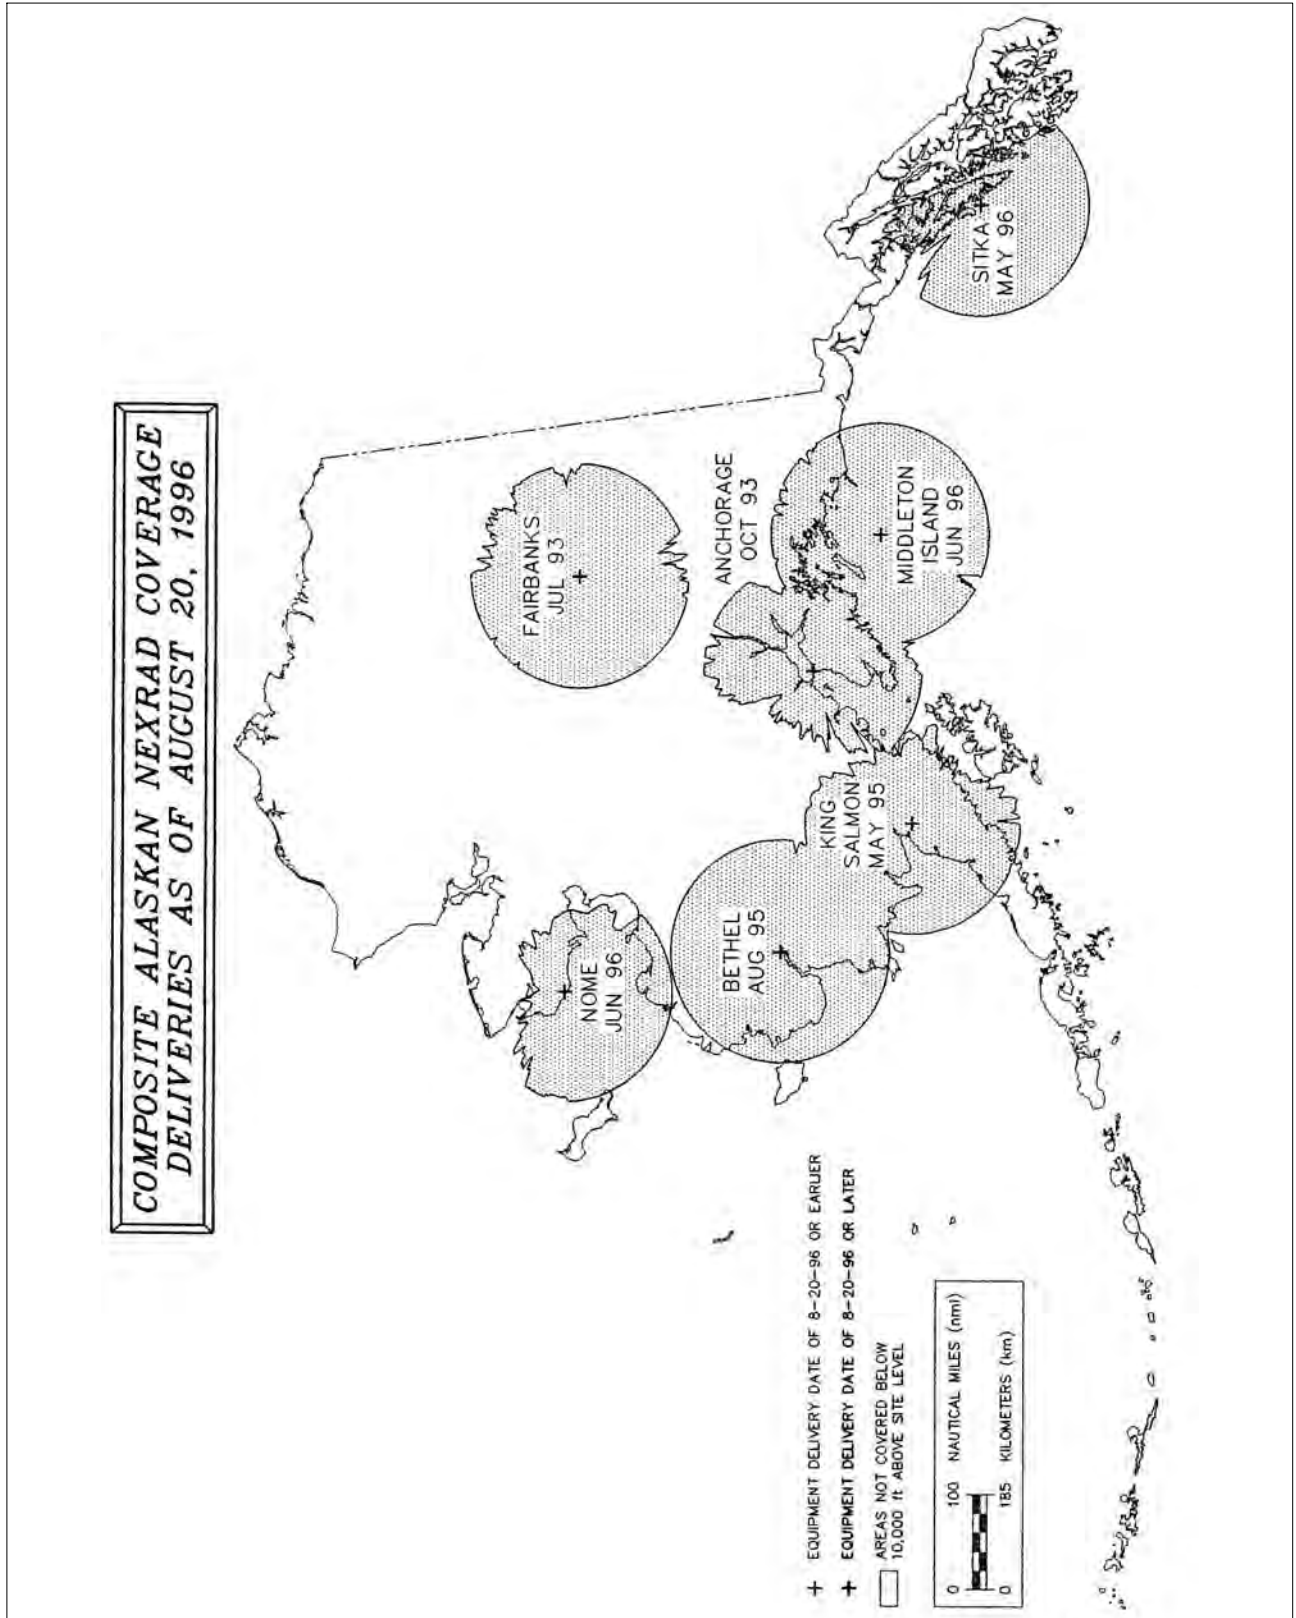 COMPOSITE ALASKAN NEXRAD COVERAGE
DELIVERIES AS OF AUGUST 20, 1996
FAIRBANKS
JUL 93
ANCHORAGE
OCT 93
MIDDLETON
ISLAND
JUN 96
SITKA
MAY 96
NOME
JUN 96
BETHEL
AUG 95
KING
SALMON
MAY 95
EQUIPMENT DELIVERY DATE OF 8-20-96 OR EARLIER
EQUIPMENT DELIVERY DATE OF 8-20-96 OR LATER
AREAS NOT COVERED BELOW
10,000 ft ABOVE SITE LEVEL
0 100 NAUTICAL MILES (nmi)
0 185 KILOMETERS (km)